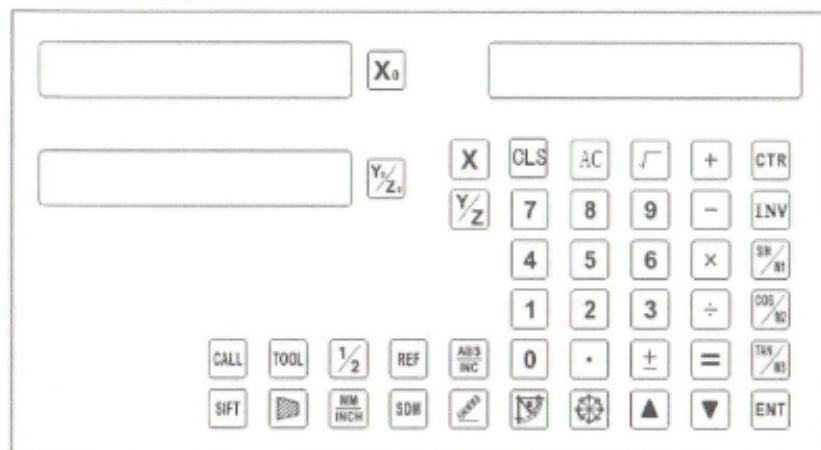 X₀
Y₀/Z₀
X CLS AC √ + CTR
Y/Z 7 8 9 − INV
4 5 6 × SIN/N1
1 2 3 ÷ COS/N2
CALL TOOL 1/2 REF ABS/INC 0 . ± = TAN/N3
SIFT MM/INCH SDM ▲ ▼ ENT